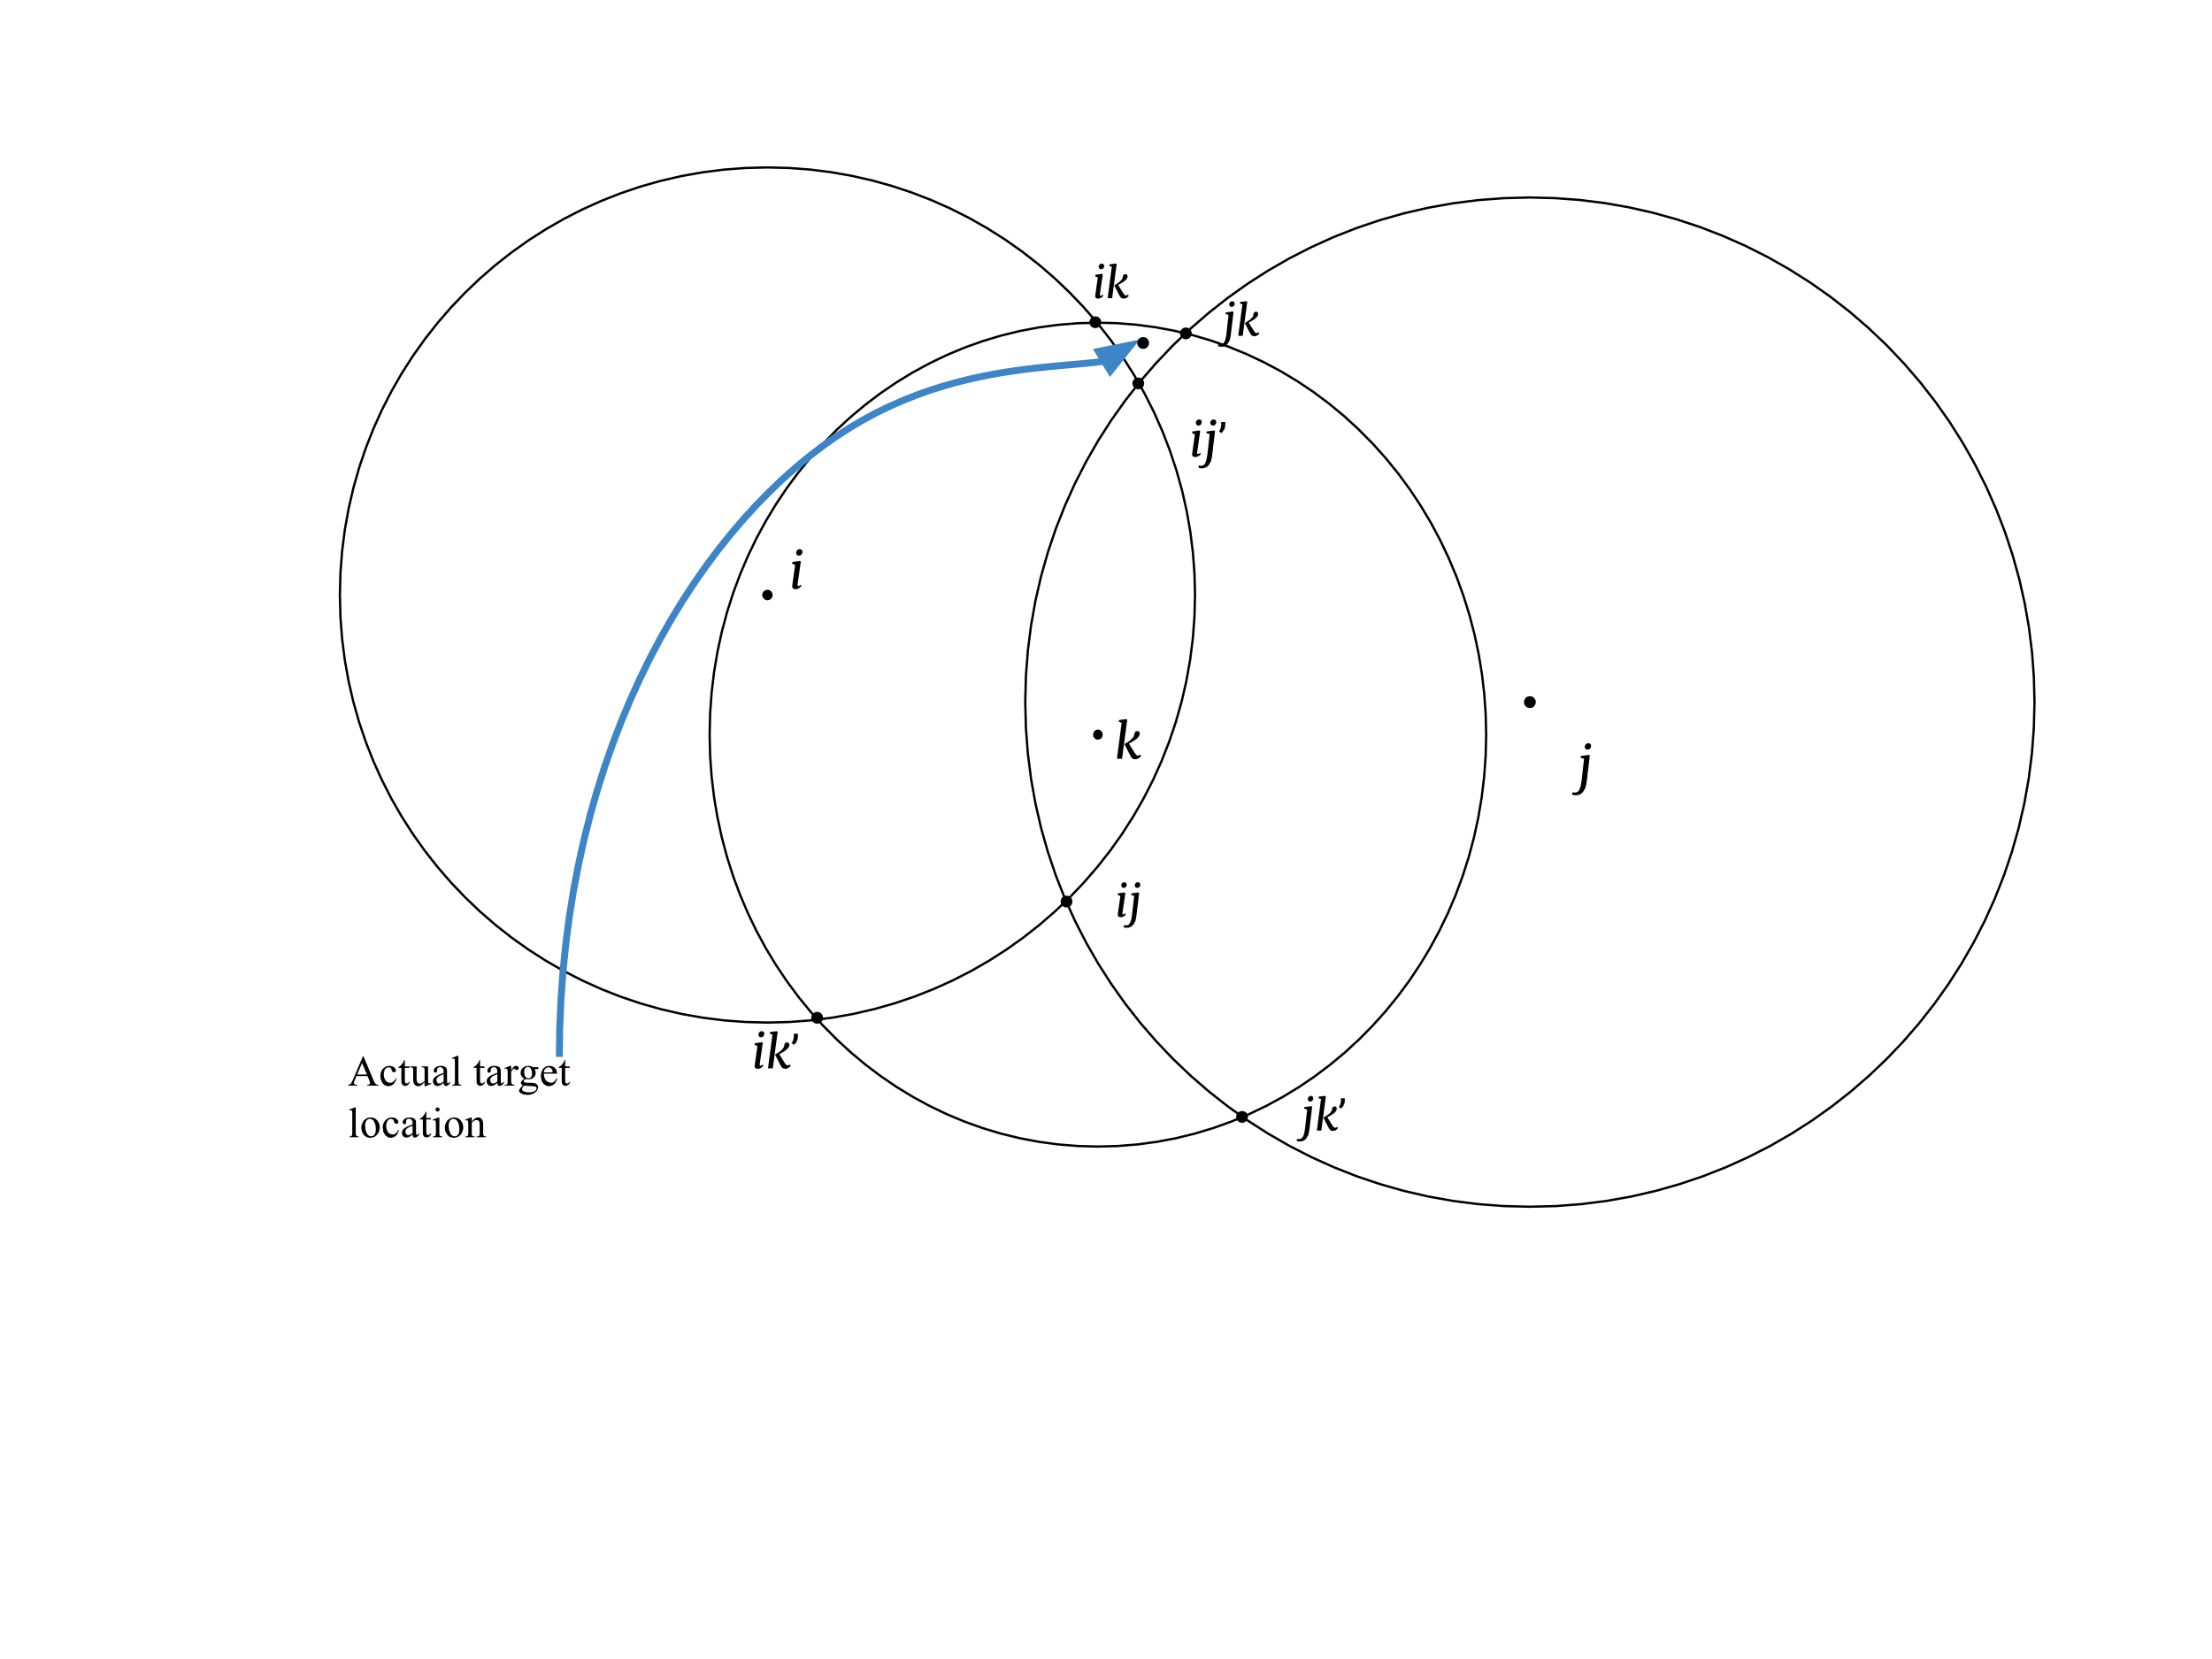 ik
jk
ij’
i
k
j
ij
ik’
Actual target
location
jk’